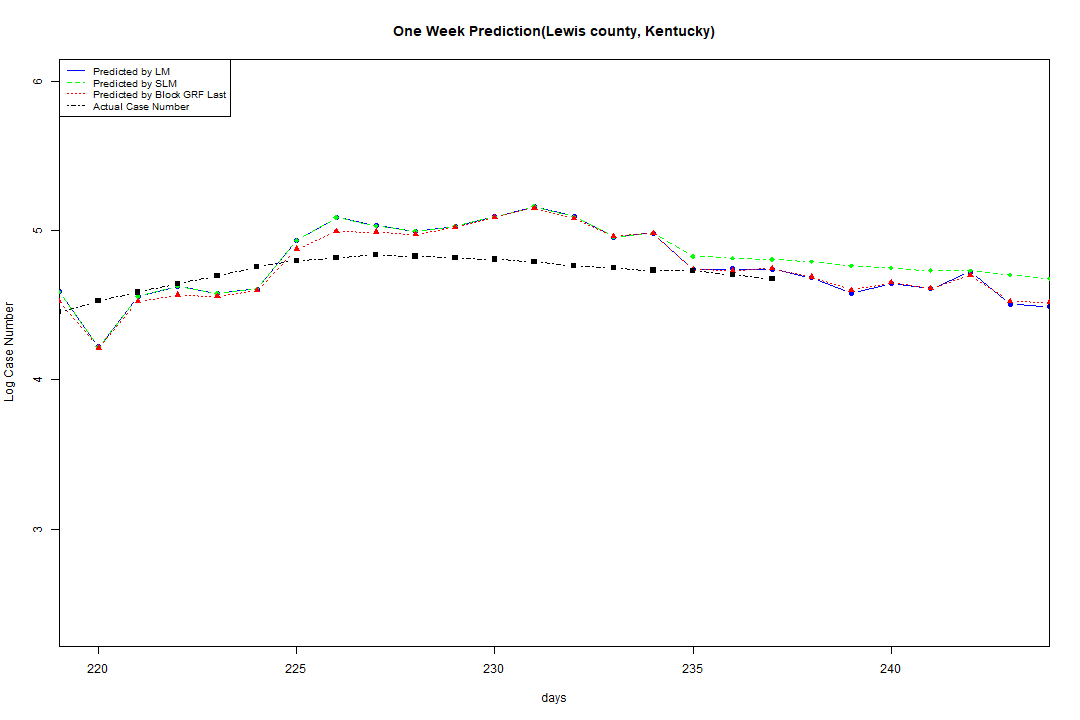 One Week Prediction(Lewis county, Kentucky)
Predicted by LM
Predicted by SLM
Predicted by Block GRF Last
Actual Case Number
6
5
4
3
Log Case Number
220
225
230
235
240
days